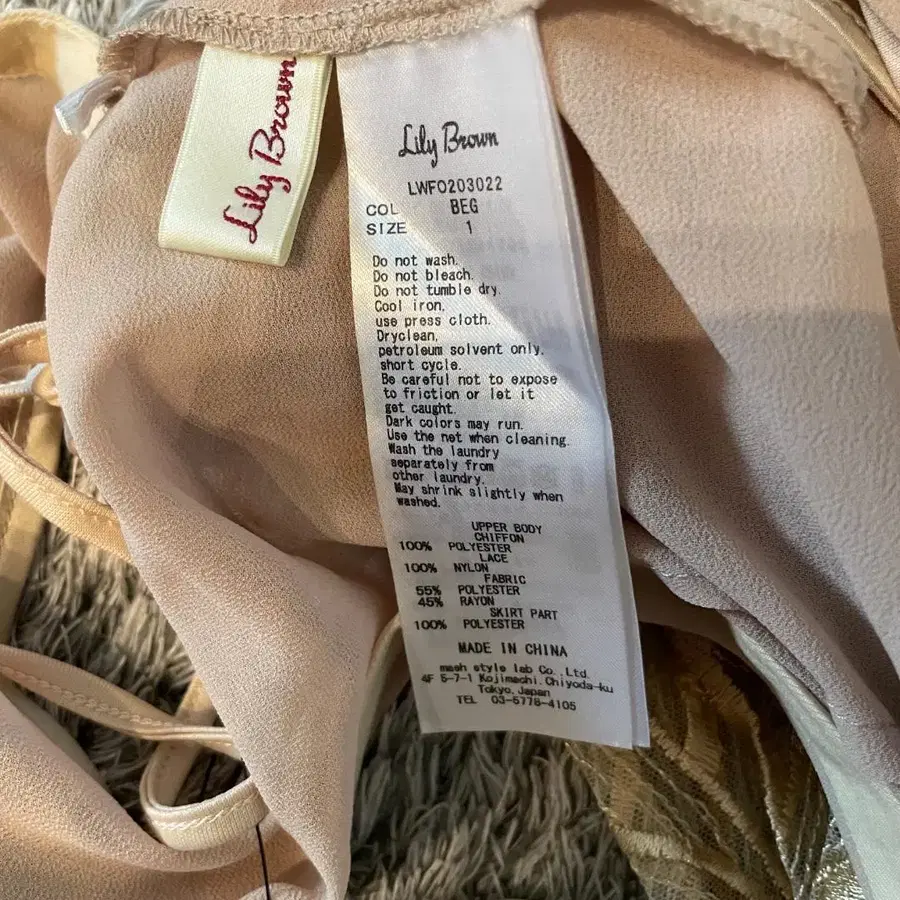 Lily Brown
Lily Brown
LWFO203022
COL BEG
SIZE 1
Do not wash.
Do not bleach.
Do not tumble dry.
Cool iron,
use press cloth.
Dryclean,
petroleum solvent only.
short cycle.
Be careful not to expose
to friction or let it
get caught.
Dark colors may run.
Use the net when cleaning.
Wash the laundry
separately from
other laundry.
May shrink slightly when
washed.
UPPER BODY
CHIFFON
100% POLYESTER
LACE
100% NYLON
FABRIC
55% POLYESTER
45% RAYON
SKIRT PART
100% POLYESTER
MADE IN CHINA
mash style lab Co.,Ltd.
4F 5-7-1 Kojimachi,Chiyoda-ku
Tokyo,Japan
TEL 03-5778-4105